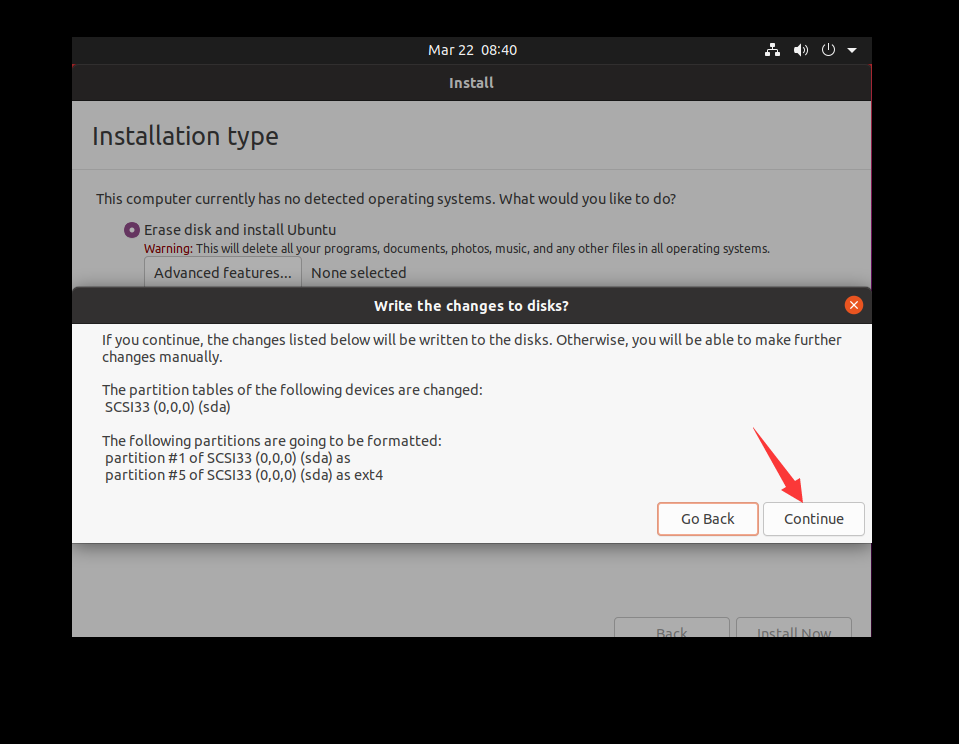 Mar 22 08:40
Install
Installation type
This computer currently has no detected operating systems. What would you like to do?
Erase disk and install Ubuntu
Warning: This will delete all your programs, documents, photos, music, and any other files in all operating systems.
Advanced features... None selected
Write the changes to disks?
If you continue, the changes listed below will be written to the disks. Otherwise, you will be able to make further
changes manually.
The partition tables of the following devices are changed:
SCSI33 (0,0,0) (sda)
The following partitions are going to be formatted:
partition #1 of SCSI33 (0,0,0) (sda) as
partition #5 of SCSI33 (0,0,0) (sda) as ext4
Go Back Continue
Back Install Now